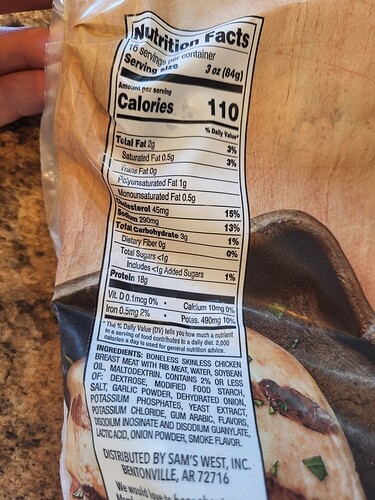 Nutrition Facts
16 servings per container
Serving size 3 oz (84g)
Amount per serving
Calories 110
% Daily Value*
Total Fat 2g 3%
Saturated Fat 0.5g 3%
Trans Fat 0g
Polyunsaturated Fat 1g
Monounsaturated Fat 0.5g
Cholesterol 45mg 15%
Sodium 290mg 13%
Total Carbohydrate 3g 1%
Dietary Fiber 0g 0%
Total Sugars <1g
Includes <1g Added Sugars 1%
Protein 18g
Vit. D 0.1mcg 0% • Calcium 10mg 0%
Iron 0.5mg 2% • Potas. 490mg 10%
* The % Daily Value (DV) tells you how much a nutrient
in a serving of food contributes to a daily diet. 2,000
calories a day is used for general nutrition advice.
INGREDIENTS: BONELESS SKINLESS CHICKEN
BREAST MEAT WITH RIB MEAT, WATER, SOYBEAN
OIL, MALTODEXTRIN. CONTAINS 2% OR LESS
OF: DEXTROSE, MODIFIED FOOD STARCH,
SALT, GARLIC POWDER, DEHYDRATED ONION,
POTASSIUM PHOSPHATES, YEAST EXTRACT,
POTASSIUM CHLORIDE, GUM ARABIC, FLAVORS,
DISODIUM INOSINATE AND DISODIUM GUANYLATE,
LACTIC ACID, ONION POWDER, SMOKE FLAVOR.
DISTRIBUTED BY SAM'S WEST, INC.
BENTONVILLE, AR 72716
We would love to hear